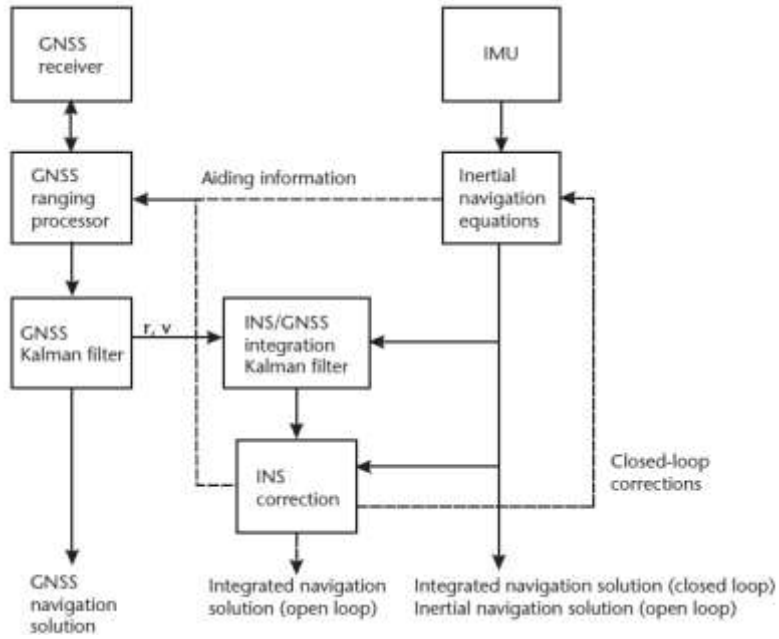 GNSS
receiver
IMU
GNSS
ranging
processor
Aiding information
Inertial
navigation
equations
GNSS
Kalman filter
r, v
INS/GNSS
integration
Kalman filter
INS
correction
Closed-loop
corrections
GNSS
navigation
solution
Integrated navigation
solution (open loop)
Integrated navigation solution (closed loop)
Inertial navigation solution (open loop)